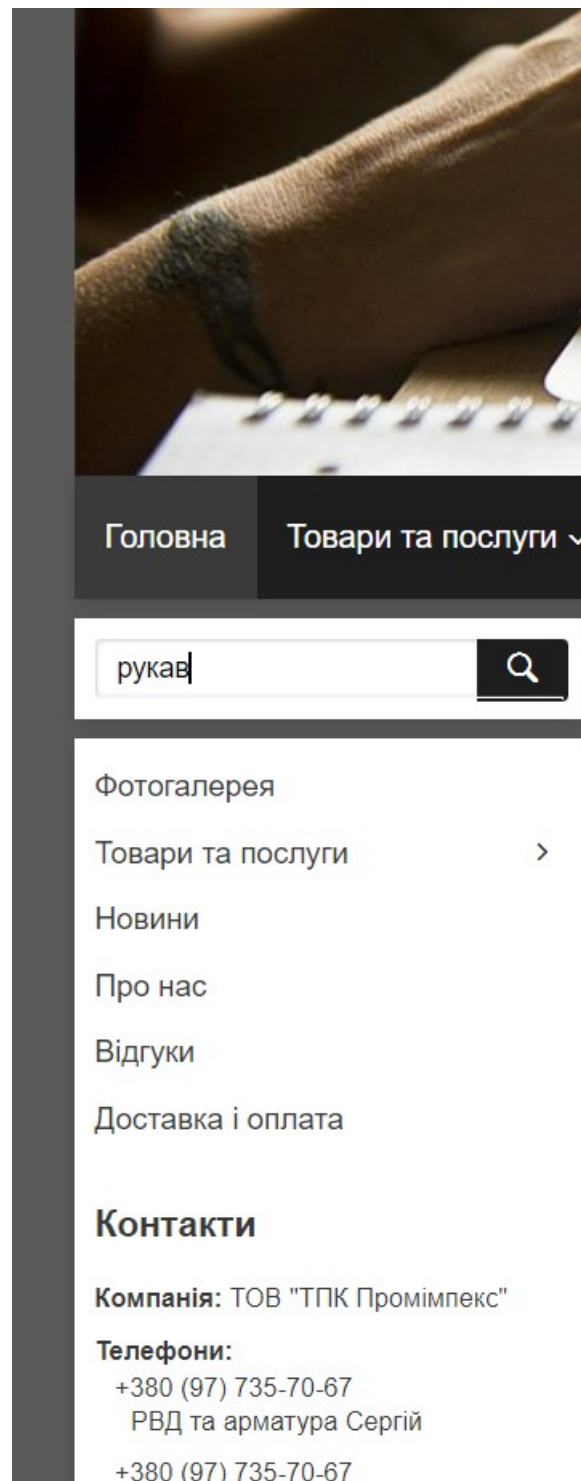 Головна
Товари та послуги
рукав
Фотогалерея
Товари та послуги
Новини
Про нас
Відгуки
Доставка і оплата
Контакти
Компанія: ТОВ "ТПК Промімпекс"
Телефони:
+380 (97) 735-70-67
РВД та арматура Сергій
+380 (97) 735-70-67